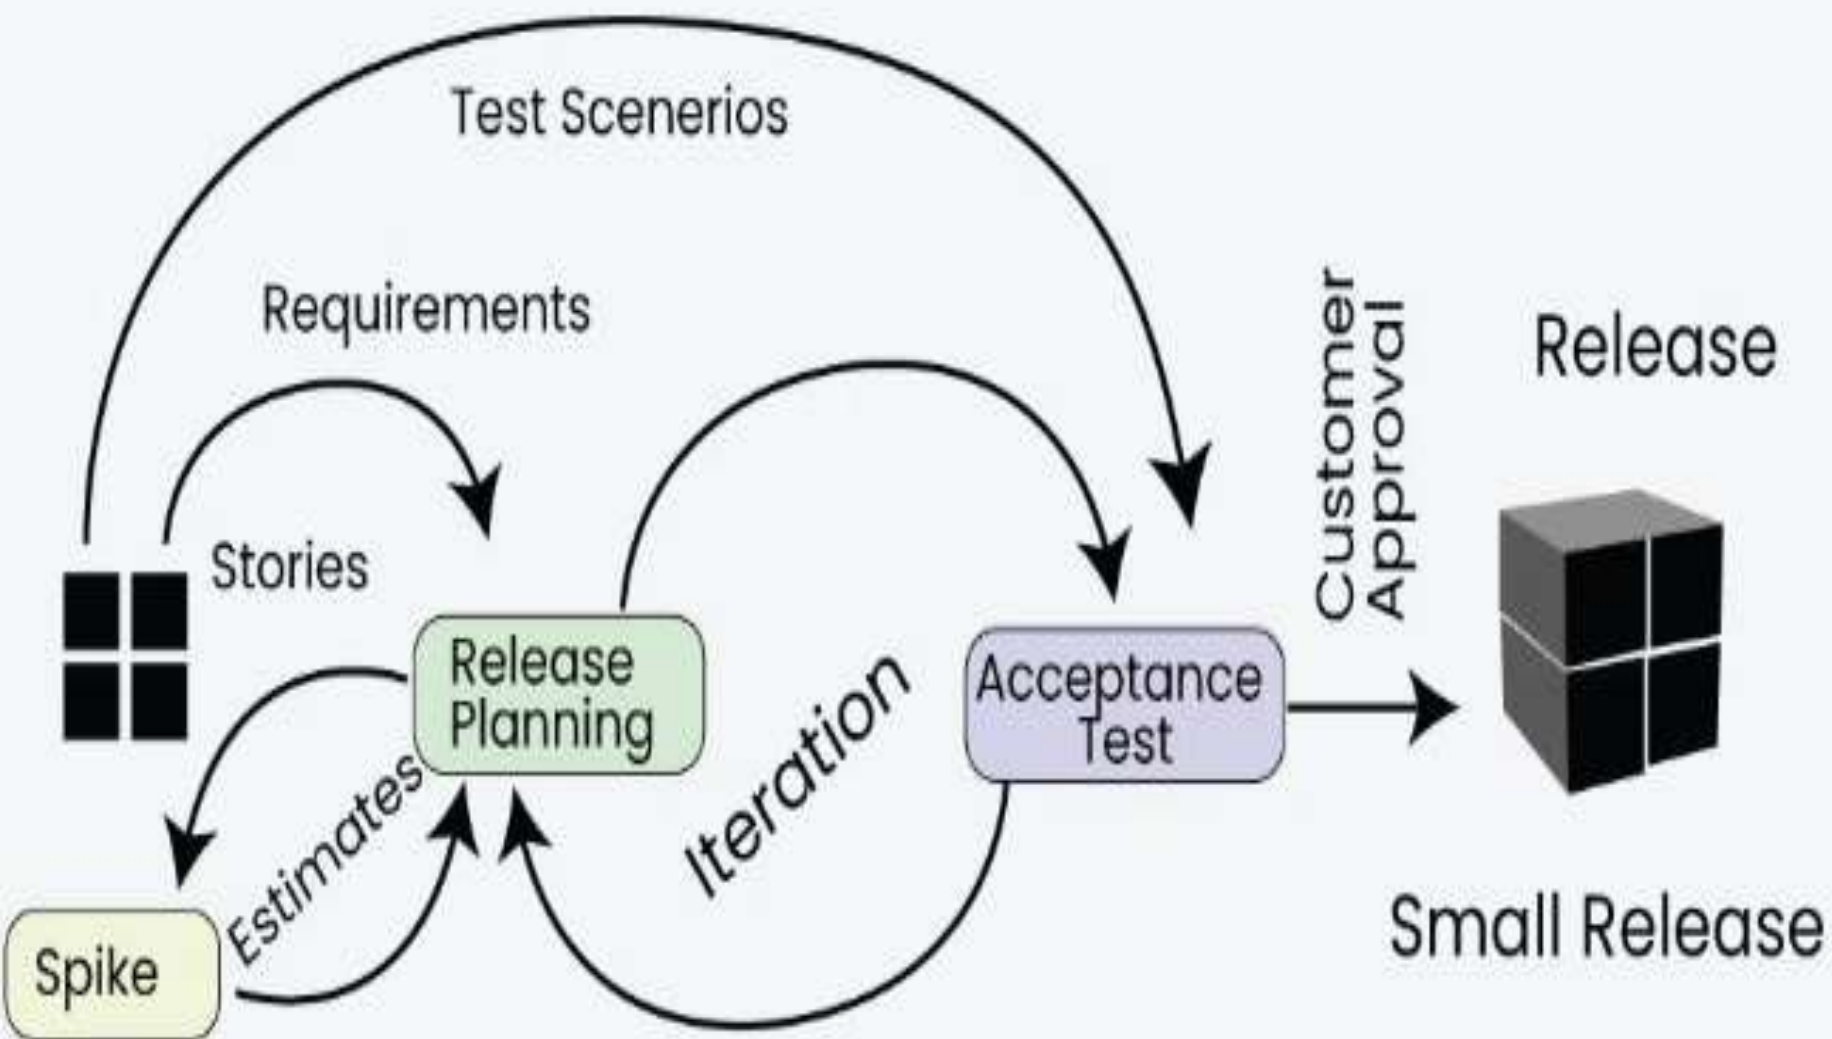 Test Scenerios
Requirements
Stories
Release
Planning
Estimates
Spike
Iteration
Acceptance
Test
Customer
Approval
Release
Small Release